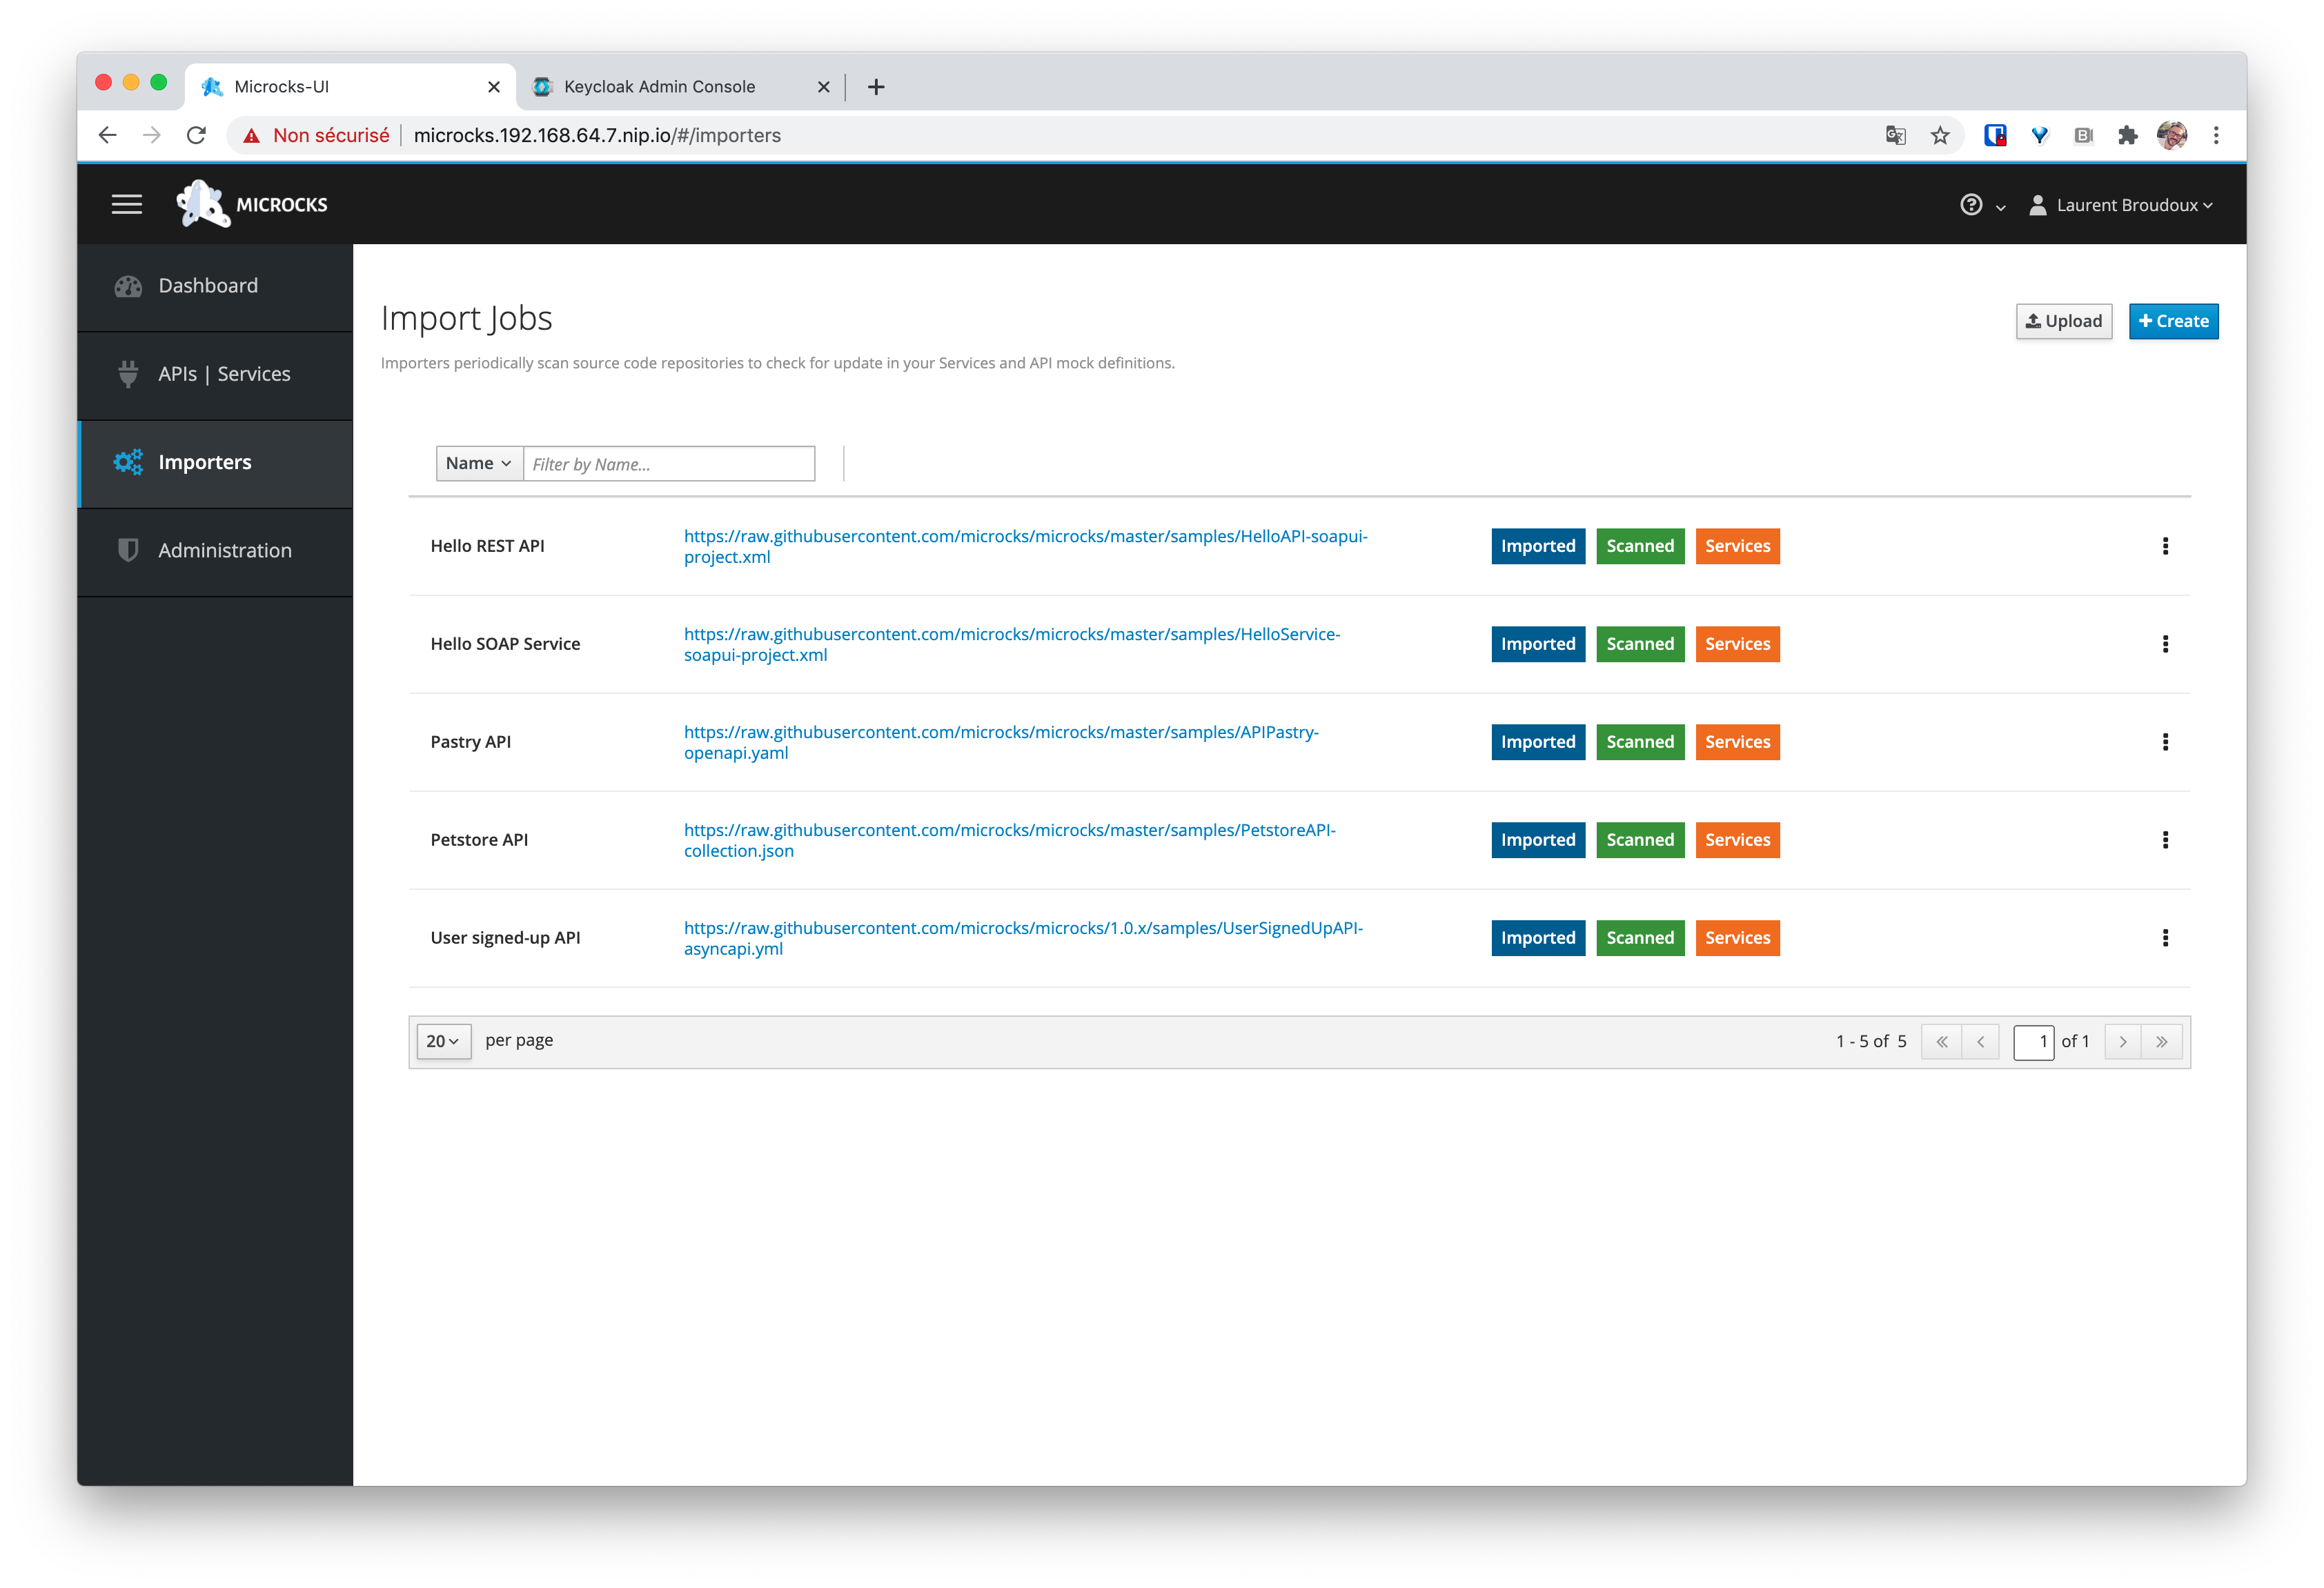 Microcks-UI
Keycloak Admin Console
Non sécurisé
microcks.192.168.64.7.nip.io/#/importers
MICROCKS
Laurent Broudoux
Dashboard
APIs | Services
Importers
Administration
Import Jobs
Upload
Create
Importers periodically scan source code repositories to check for update in your Services and API mock definitions.
Name
Filter by Name...
Hello REST API
https://raw.githubusercontent.com/microcks/microcks/master/samples/HelloAPI-soapui-
project.xml
Imported Scanned Services
Hello SOAP Service
https://raw.githubusercontent.com/microcks/microcks/master/samples/HelloService-
soapui-project.xml
Imported Scanned Services
Pastry API
https://raw.githubusercontent.com/microcks/microcks/master/samples/APIPastry-
openapi.yaml
Imported Scanned Services
Petstore API
https://raw.githubusercontent.com/microcks/microcks/master/samples/PetstoreAPI-
collection.json
Imported Scanned Services
User signed-up API
https://raw.githubusercontent.com/microcks/microcks/1.0.x/samples/UserSignedUpAPI-
asyncapi.yml
Imported Scanned Services
20 per page
1 - 5 of 5
1 of 1